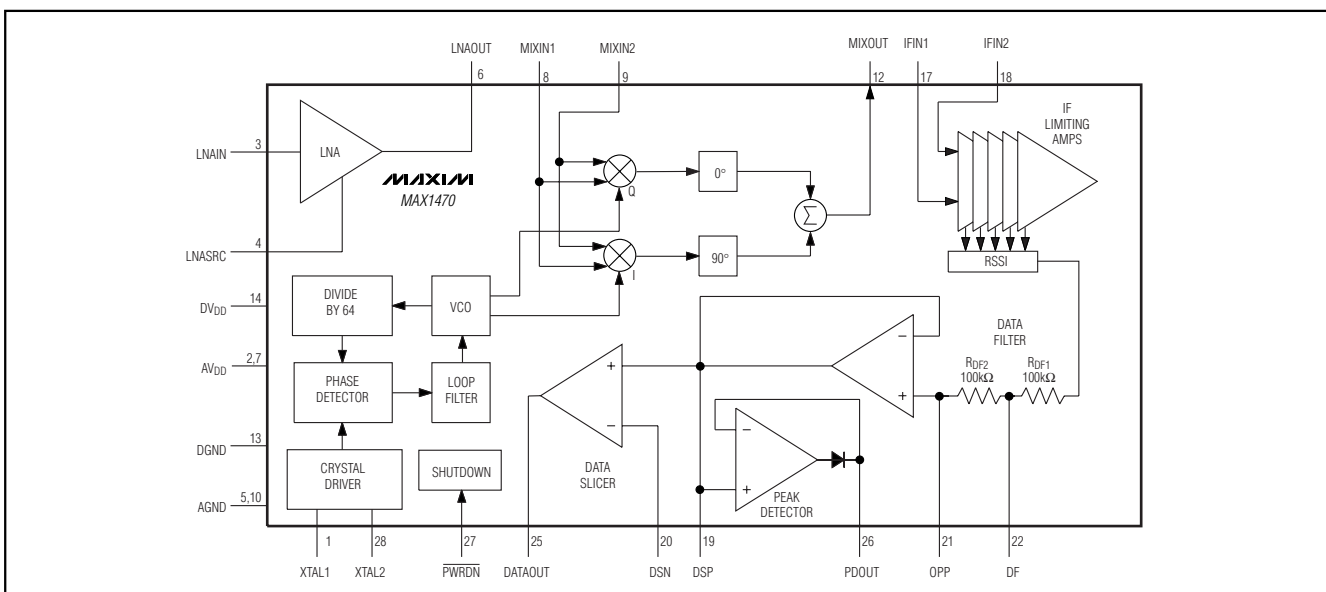 LNAOUT
MIXIN1
MIXIN2
MIXOUT
IFIN1
IFIN2
6
8
9
12
17
18
LNAIN
3
LNA
MAXIM
MAX1470
Q
0°
IF
LIMITING
AMPS
Σ
LNASRC
4
I
90°
RSSI
DVDD
14
DIVIDE
BY 64
VCO
DATA
FILTER
RDF2
100kΩ
RDF1
100kΩ
AVDD
2,7
PHASE
DETECTOR
LOOP
FILTER
+
−
−
+
DGND
13
CRYSTAL
DRIVER
SHUTDOWN
DATA
SLICER
−
+
PEAK
DETECTOR
AGND
5,10
1
28
27
25
20
19
26
21
22
XTAL1
XTAL2
PWRDN
DATAOUT
DSN
DSP
PDOUT
OPP
DF